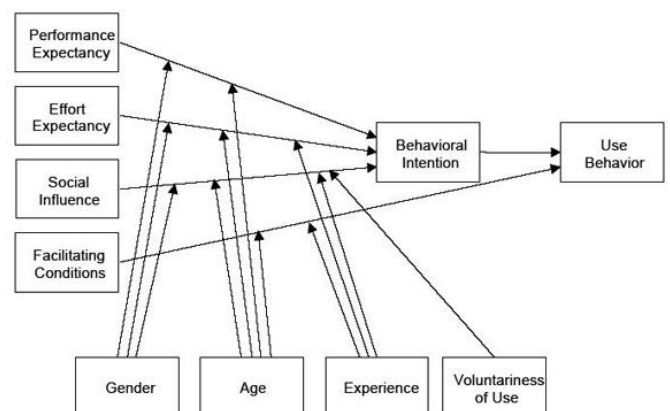 Performance
Expectancy
Effort
Expectancy
Social
Influence
Facilitating
Conditions
Behavioral
Intention
Use
Behavior
Gender
Age
Experience
Voluntariness
of Use